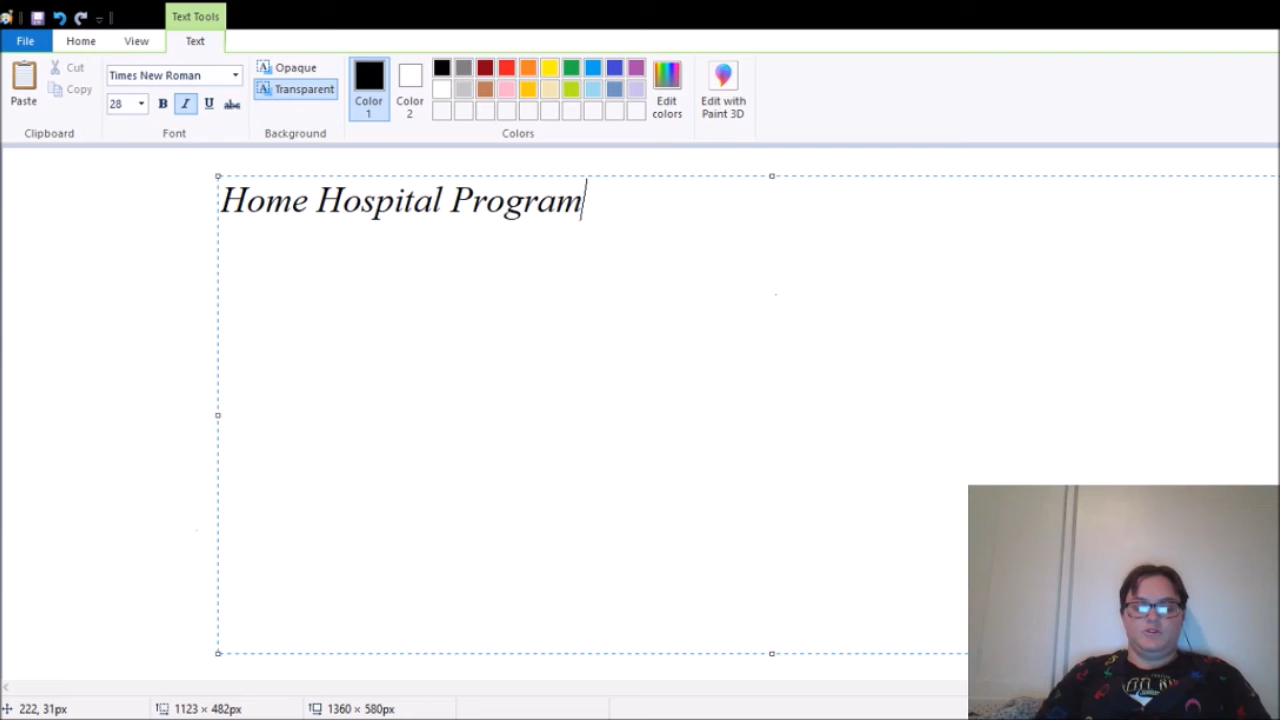 Text Tools
File
Home
View
Text
Paste
Cut
Copy
Clipboard
Times New Roman
28
B
I
U
abc
Font
Opaque
Transparent
Background
Color 1
Color 2
Edit colors
Colors
Edit with Paint 3D
Home Hospital Program
222, 31px
1123 × 482px
1360 × 580px